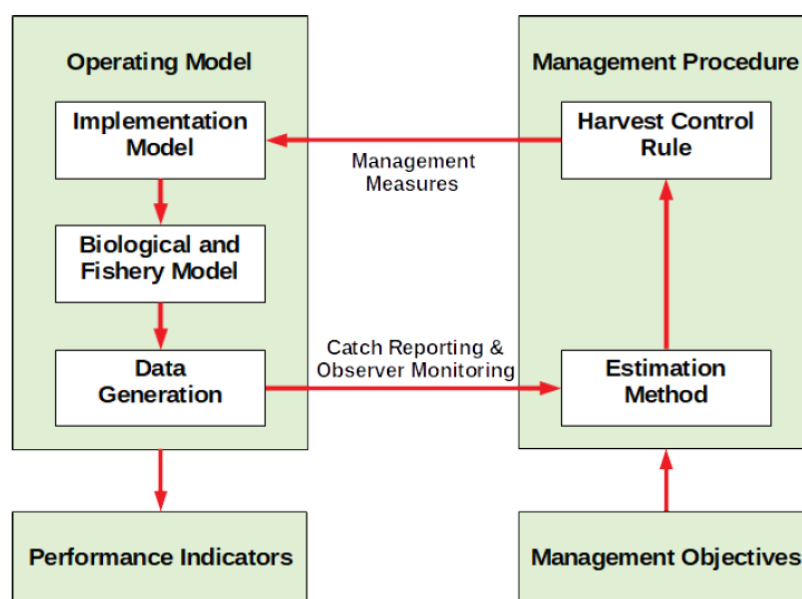 Operating Model
Implementation
Model
Biological and
Fishery Model
Data
Generation
Performance Indicators
Management
Measures
Catch Reporting &
Observer Monitoring
Management Procedure
Harvest Control
Rule
Estimation
Method
Management Objectives